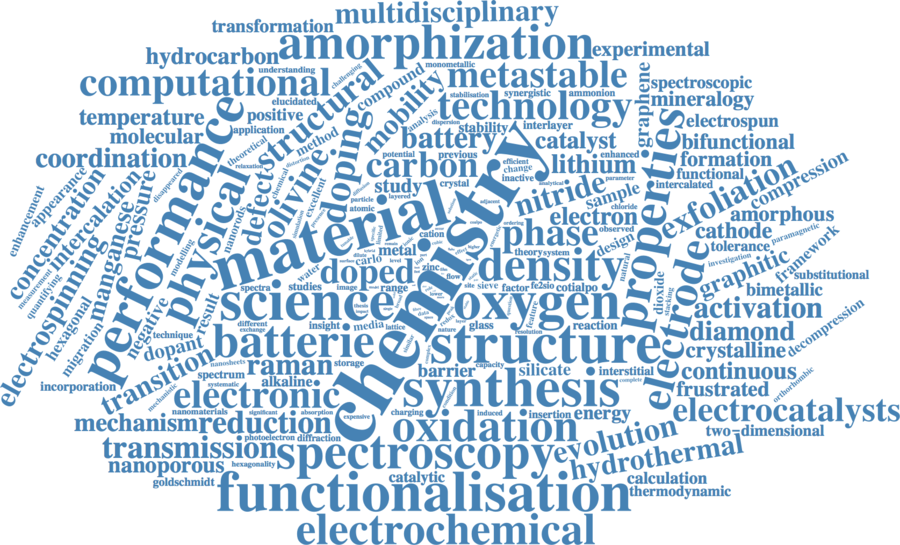 multidisciplinary
transformation
amorphization
experimental
hydrocarbon
understanding
challenging
monometallic
computational
structural
compound
metastable
graphene
spectroscopic
stabilisation
synergistic
ammonion
mineralogy
elucidated
temperature
positive
mobility
technology
electrospun
application
method
analysis
dispersion
stability
interlayer
molecular
performance
theoretical
doping
battery
catalyst
bifunctional
coordination
physical
defects
olivine
carbon
potential
previous
efficient
change
enhanced
lithium
properties
formation
functional
relaxation
chemical
distortion
excellent
study
crystal
inactive
parameter
intercalated
enhancement
appearance
concentration
intercalation
pressure
disappeared
nanorods
material
particle
layered
atomic
chemistry
analytical
nitride
sample
chloride
exfoliation
compression
electrospinning
manganese
modelling
simulation
cation
adjacent
ordering
electron
observed
amorphous
cathode
paramagnetic
measurement
quantifying
metal
phase
theory
system
design
tolerance
hexagonal
migration
negative
result
water
carlo
doped
zinc
flow
density
natural
investigation
framework
graphitic
substitutional
spectra
studies
image
range
site
sieve
factor
fe2sio
cotialpo
dioxide
stacking
bimetallic
science
oxygen
electrode
activation
technique
different
exchange
insight
media
lattice
nature
glass
feature
reaction
resolution
diamond
decompression
dopant
batterie
structure
crystalline
transition
nanosheets
raman
storage
barrier
capacity
silicate
interstitial
continuous
orthorhombic
incorporation
mechanistic
spectrum
systematic
alkaline
synthesis
complete
frustrated
electronic
nanomaterials
significant
absorption
expensive
charging
induced
insertion
energy
electrocatalysts
mechanism
reduction
oxidation
photoelectron
diffraction
two-dimensional
transmission
spectroscopy
evolution
hydrothermal
nanoporous
hexagonality
goldschmidt
catalytic
calculation
functionalisation
thermodynamic
electrochemical